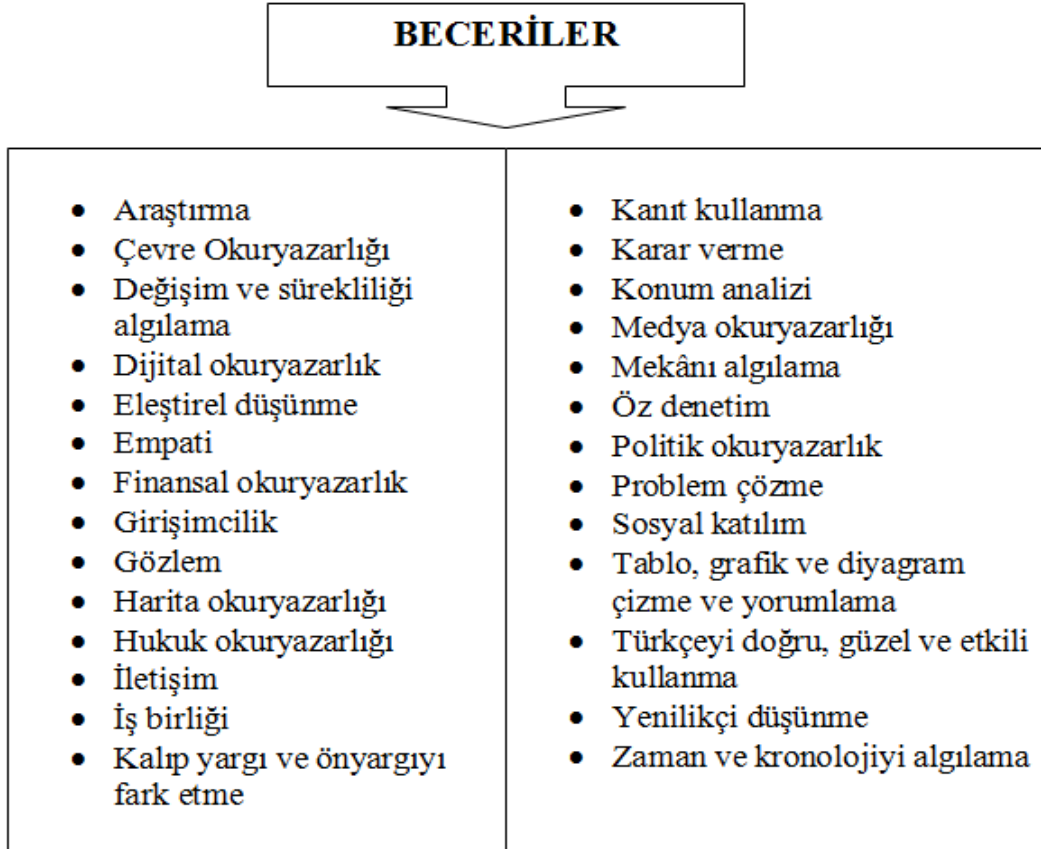 BECERİLER
• Araştırma
• Çevre Okuryazarlığı
• Değişim ve sürekliliği
algılama
• Dijital okuryazarlık
• Eleştirel düşünme
• Empati
• Finansal okuryazarlık
• Girişimcilik
• Gözlem
• Harita okuryazarlığı
• Hukuk okuryazarlığı
• İletişim
• İş birliği
• Kalıp yargı ve önyargıyı
fark etme
• Kanıt kullanma
• Karar verme
• Konum analizi
• Medya okuryazarlığı
• Mekânı algılama
• Öz denetim
• Politik okuryazarlık
• Problem çözme
• Sosyal katılım
• Tablo, grafik ve diyagram
çizme ve yorumlama
• Türkçeyi doğru, güzel ve etkili
kullanma
• Yenilikçi düşünme
• Zaman ve kronolojiyi algılama